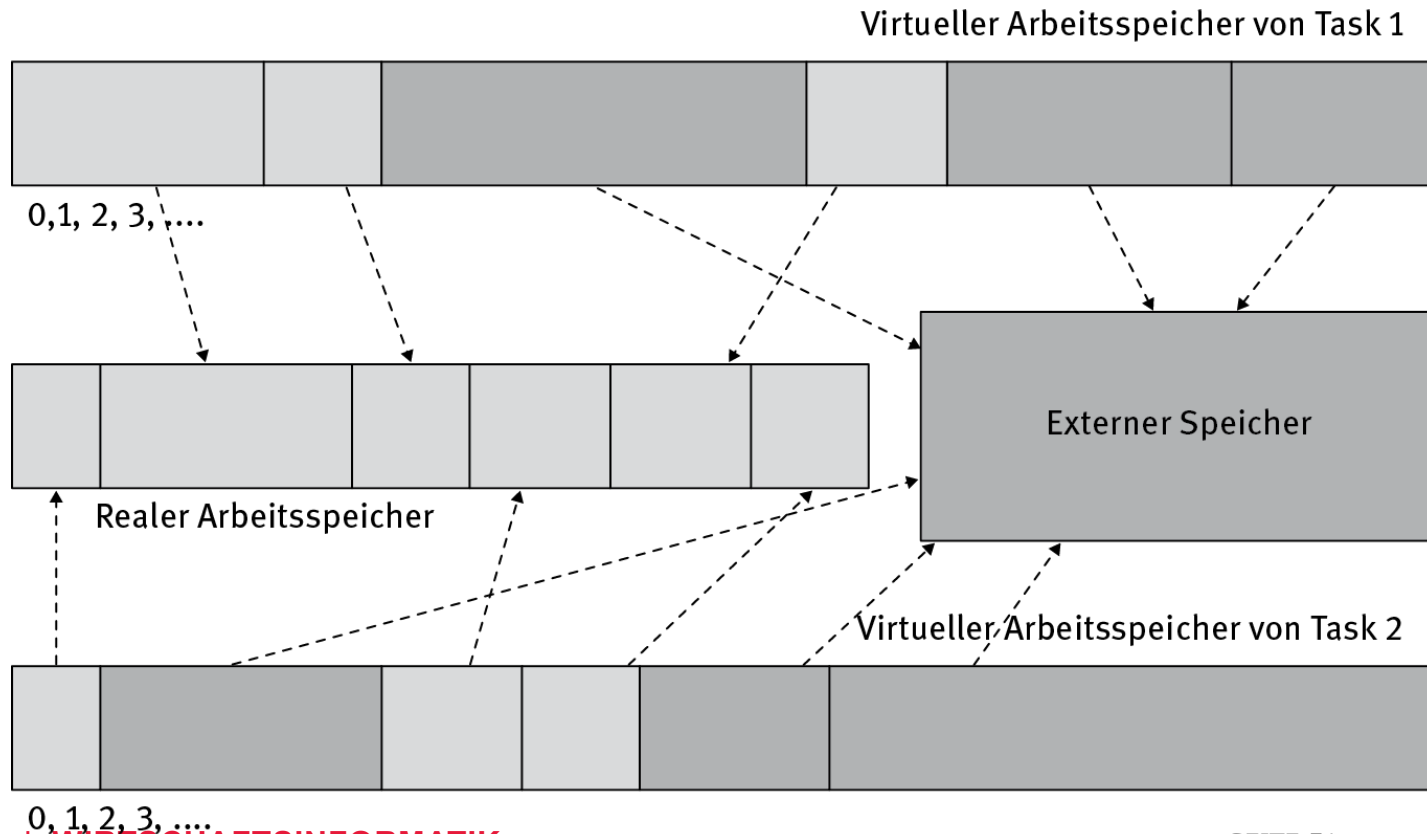 Virtueller Arbeitsspeicher von Task 1
0,1, 2, 3, ....
Externer Speicher
Realer Arbeitsspeicher
Virtueller Arbeitsspeicher von Task 2
0, 1, 2, 3, ....
WIRTSCHAFTSINFORMATIK